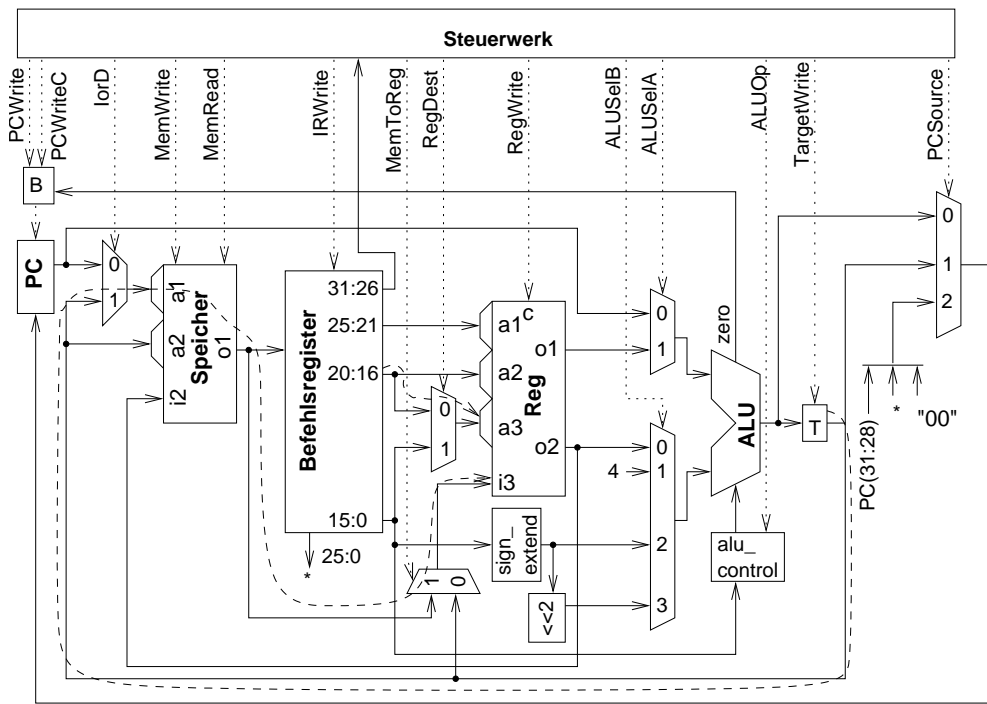 Steuerwerk
PCWrite
PCWriteC
IorD
MemWrite
MemRead
IRWrite
MemToReg
RegDest
RegWrite
ALUSelB
ALUSelA
ALUOp
TargetWrite
PCSource
B
PC
0
1
a1
a2
o1
i2
Speicher
Befehlsregister
31:26
25:21
20:16
15:0
25:0
*
0
1
c
a1
a2
a3
i3
o1
o2
Reg
1
0
sign_
extend
<<2
0
1
4
0
1
2
3
zero
ALU
alu_
control
T
0
1
2
PC(31:28)
*
"00"